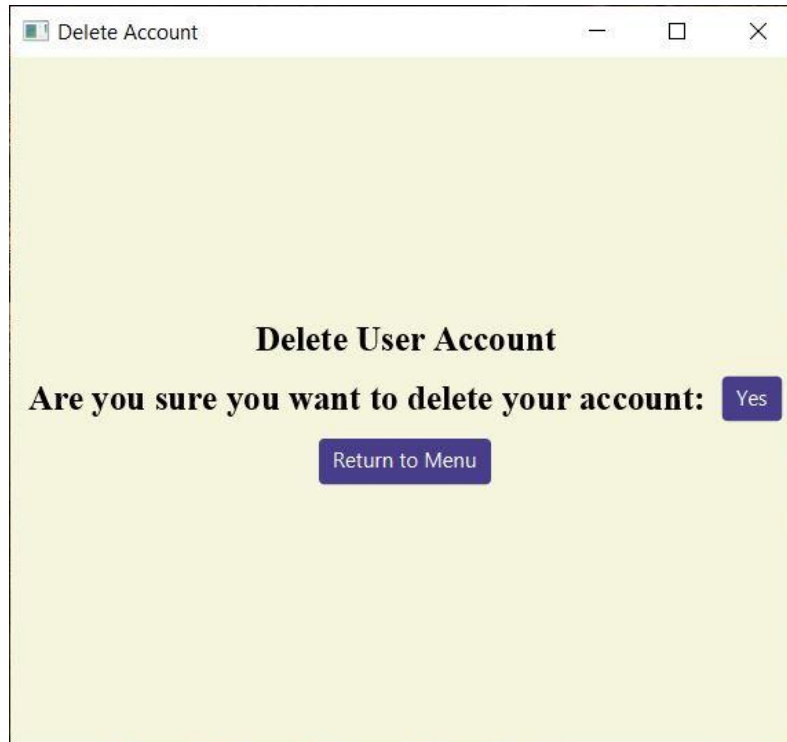 Delete Account
Delete User Account
Are you sure you want to delete your account: Yes
Return to Menu